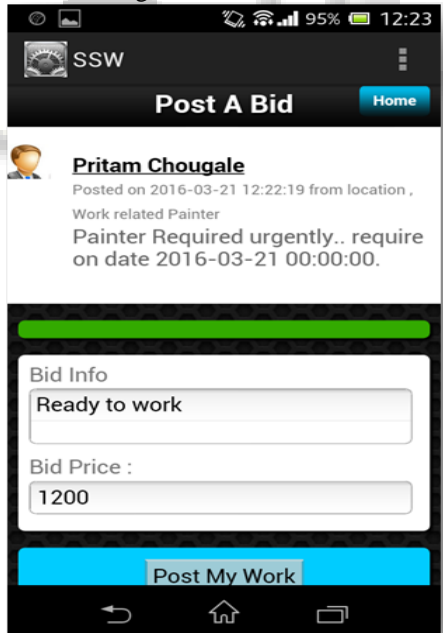 95% 12:23
SSW
Post A Bid Home
Pritam Chougale
Posted on 2016-03-21 12:22:19 from location ,
Work related Painter
Painter Required urgently.. require
on date 2016-03-21 00:00:00.
Bid Info
Ready to work
Bid Price :
1200
Post My Work